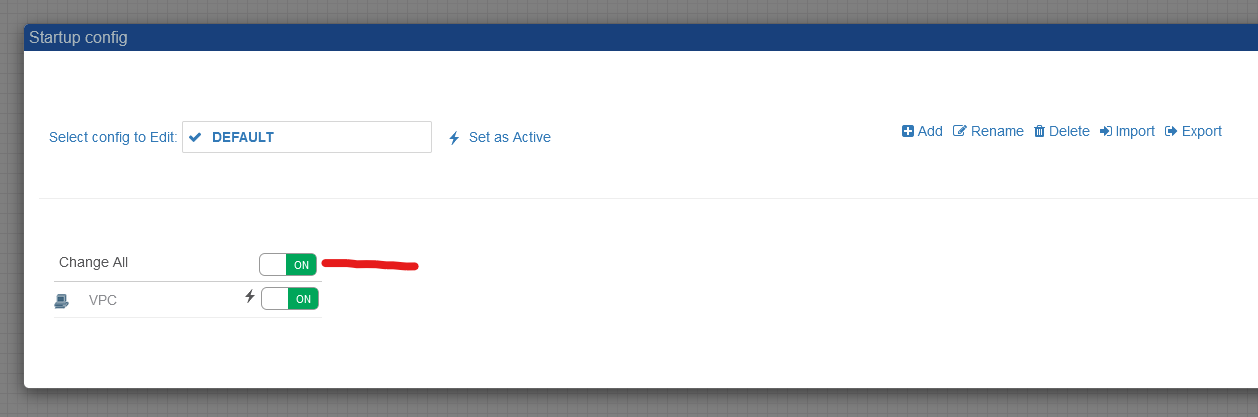 Startup config
Select config to Edit: DEFAULT Set as Active Add Rename Delete Import Export
Change All ON
VPC ON